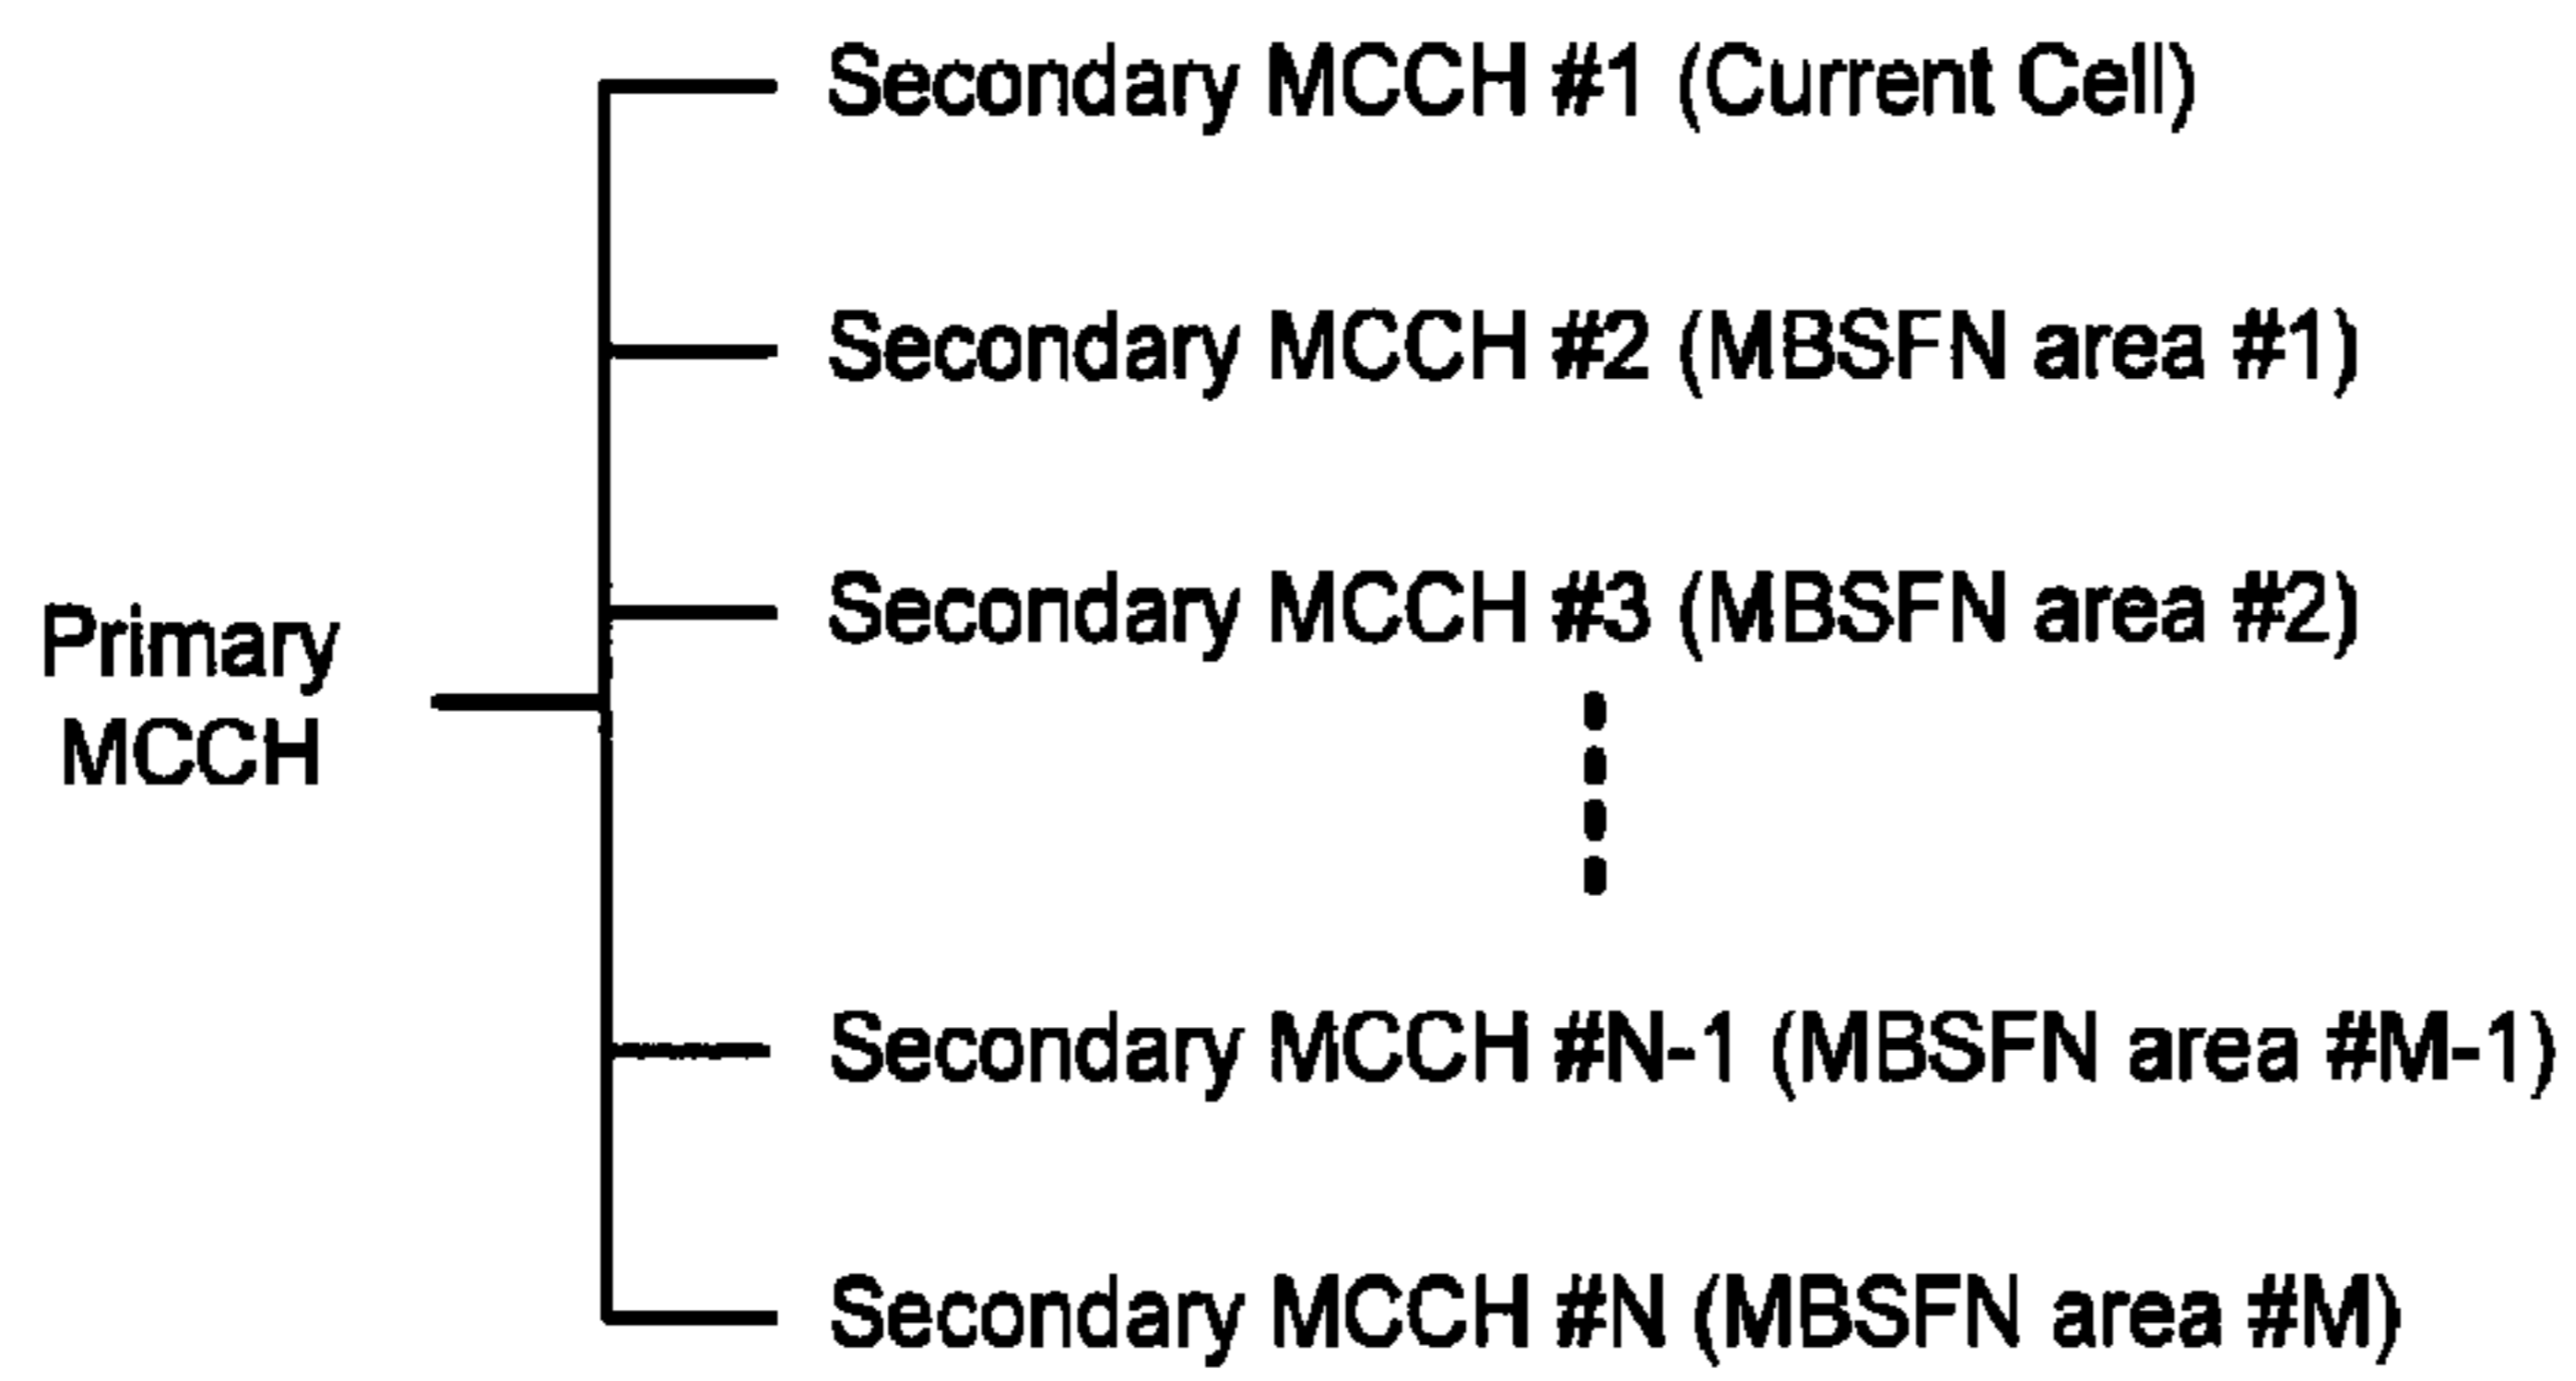 Secondary MCCH #1 (Current Cell)
Secondary MCCH #2 (MBSFN area #1)
Secondary MCCH #3 (MBSFN area #2)
Primary
MCCH
Secondary MCCH #N-1 (MBSFN area #M-1)
Secondary MCCH #N (MBSFN area #M)